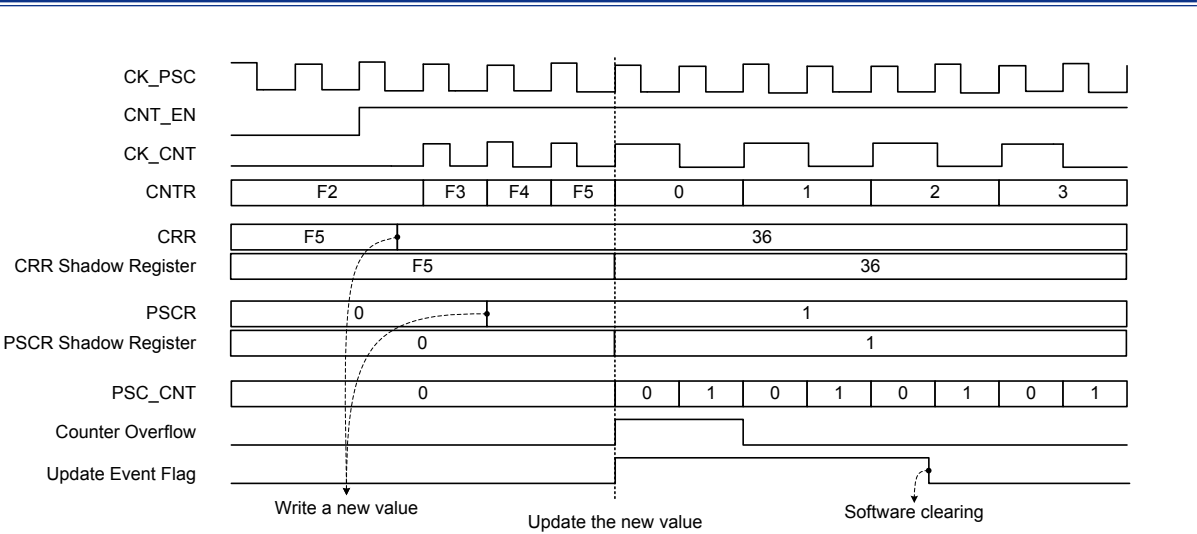 CK_PSC
CNT_EN
CK_CNT
CNTR F2 F3 F4 F5 0 1 2 3
CRR F5 36
CRR Shadow Register F5 36
PSCR 0 1
PSCR Shadow Register 0 1
PSC_CNT 0 0 1 0 1 0 1 0 1
Counter Overflow
Update Event Flag
Write a new value Update the new value Software clearing